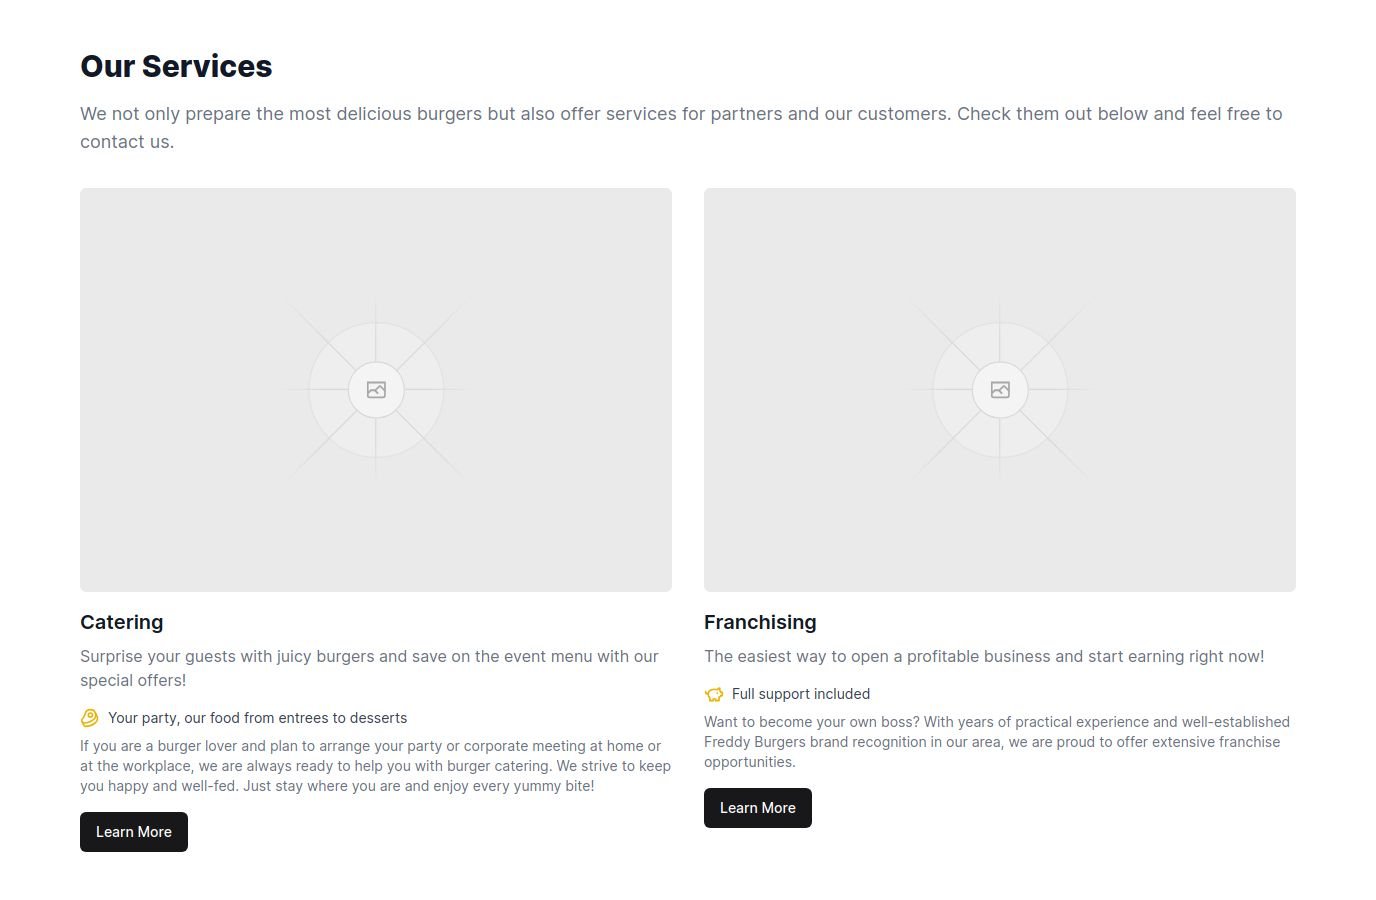 Our Services
We not only prepare the most delicious burgers but also offer services for partners and our customers. Check them out below and feel free to
contact us.
Catering
Surprise your guests with juicy burgers and save on the event menu with our
special offers!
Your party, our food from entrees to desserts
If you are a burger lover and plan to arrange your party or corporate meeting at home or
at the workplace, we are always ready to help you with burger catering. We strive to keep
you happy and well-fed. Just stay where you are and enjoy every yummy bite!
Learn More
Franchising
The easiest way to open a profitable business and start earning right now!
Full support included
Want to become your own boss? With years of practical experience and well-established
Freddy Burgers brand recognition in our area, we are proud to offer extensive franchise
opportunities.
Learn More